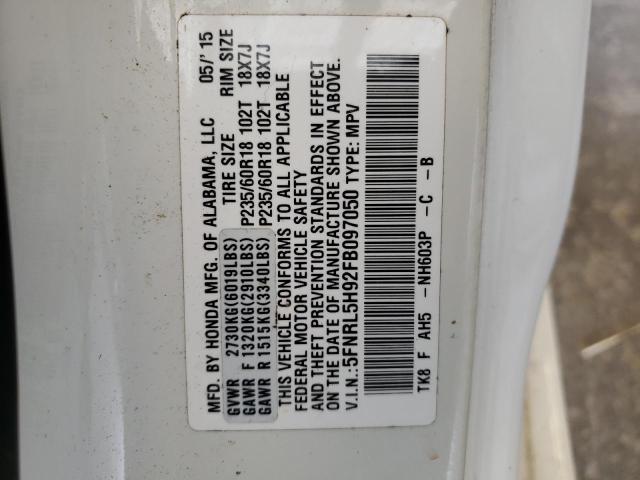 MFD. BY HONDA MFG. OF ALABAMA, LLC 05/'15
TIRE SIZE RIM SIZE
GVWR 2730KG(6019LBS)
GAWR F 1320KG(2910LBS) P235/60R18 102T 18X7J
GAWR R 1515KG(3340LBS) P235/60R18 102T 18X7J
THIS VEHICLE CONFORMS TO ALL APPLICABLE
FEDERAL MOTOR VEHICLE SAFETY
AND THEFT PREVENTION STANDARDS IN EFFECT
ON THE DATE OF MANUFACTURE SHOWN ABOVE.
V.I.N.:5FNRL5H92FB097050 TYPE: MPV
TK8 F AH5 -NH603P -C -B